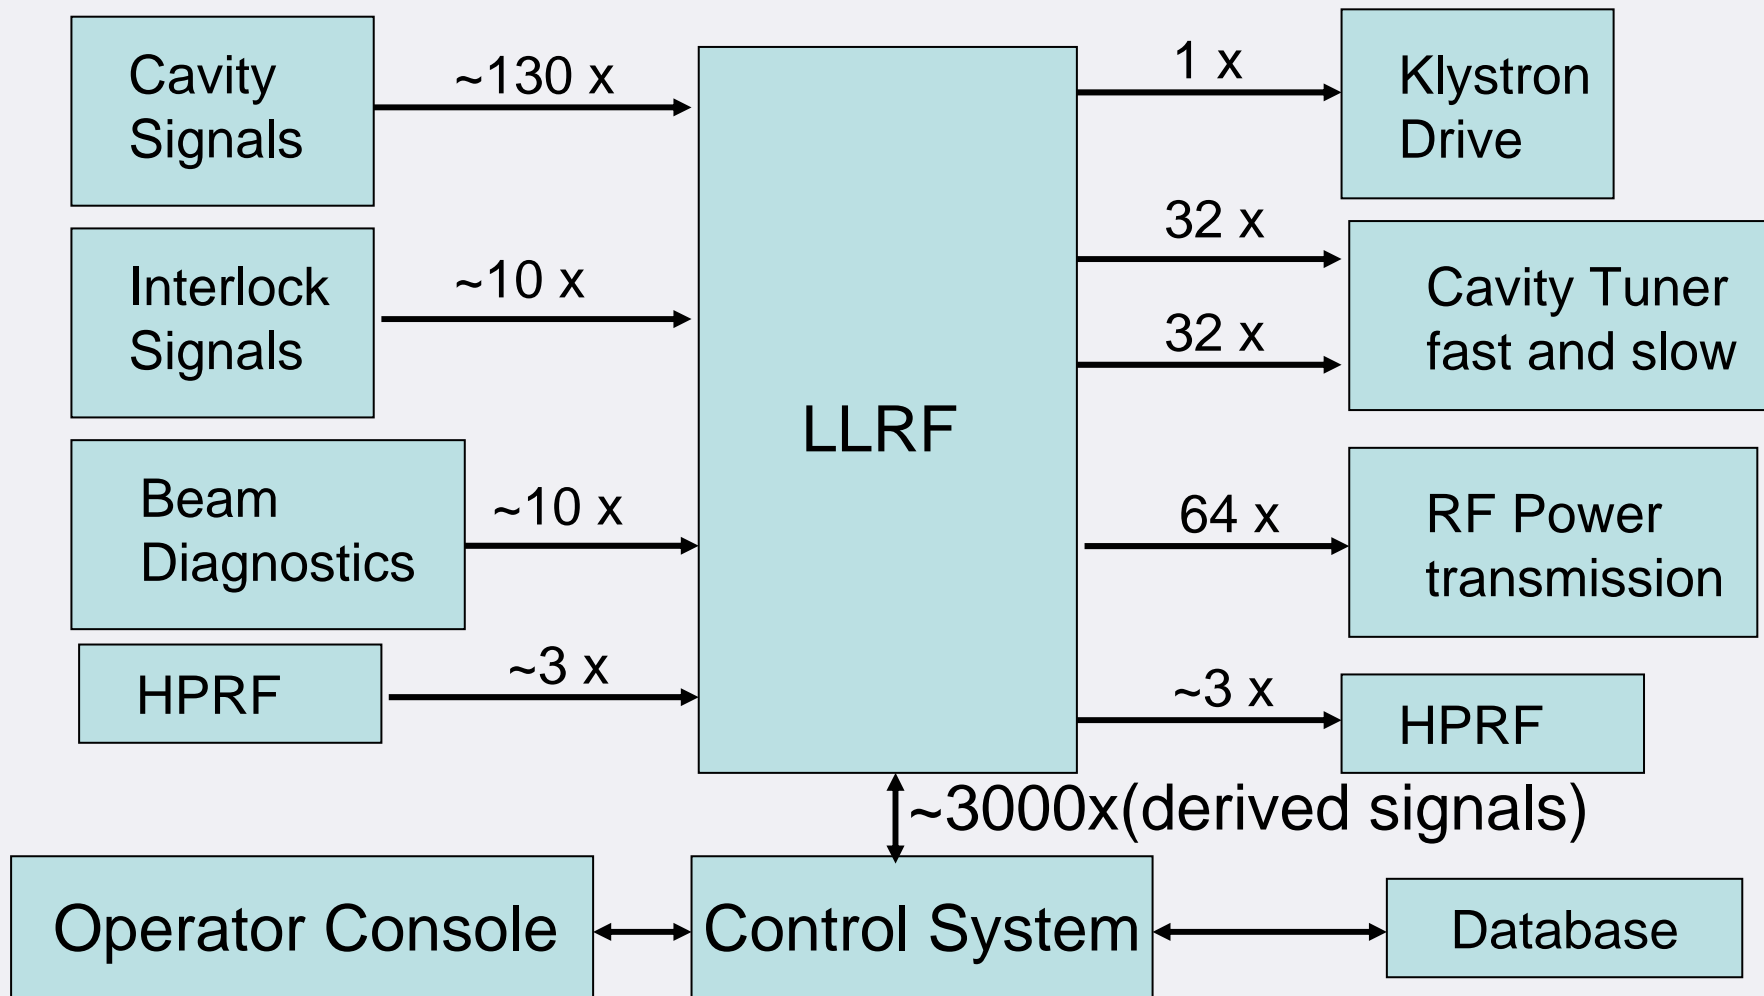 Cavity
Signals
~130 x
Interlock
Signals
~10 x
Beam
Diagnostics
~10 x
HPRF
~3 x
LLRF
1 x
Klystron
Drive
32 x
32 x
Cavity Tuner
fast and slow
64 x
RF Power
transmission
~3 x
HPRF
~3000x(derived signals)
Operator Console
Control System
Database